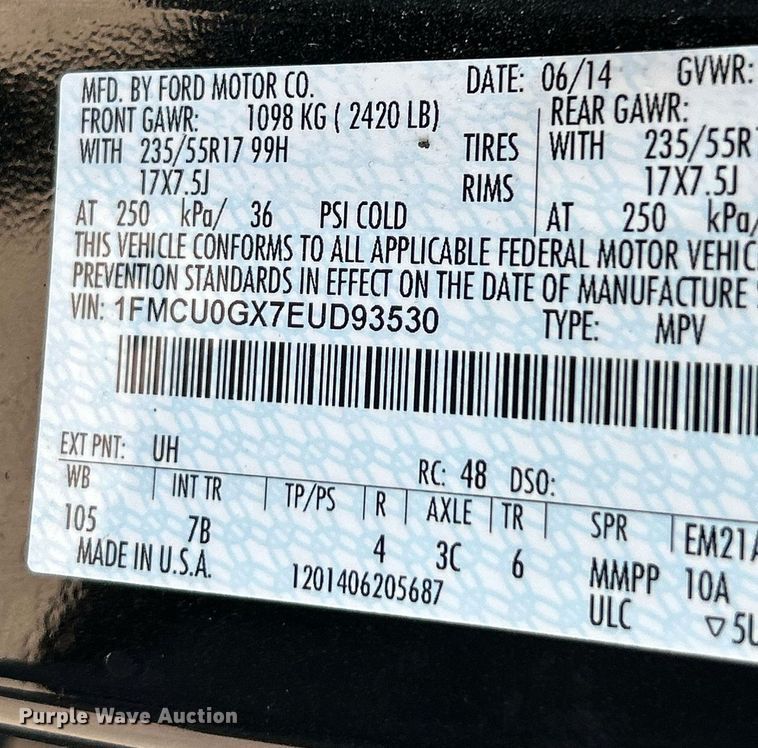 MFD. BY FORD MOTOR CO. DATE: 06/14 GVWR:
FRONT GAWR: 1098 KG ( 2420 LB) REAR GAWR:
WITH 235/55R17 99H TIRES WITH 235/55R
17X7.5J RIMS 17X7.5J
AT 250 kPa/ 36 PSI COLD AT 250 kPa/
THIS VEHICLE CONFORMS TO ALL APPLICABLE FEDERAL MOTOR VEHIC
PREVENTION STANDARDS IN EFFECT ON THE DATE OF MANUFACTURE
VIN: 1FMCU0GX7EUD93530 TYPE: MPV
EXT PNT: UH RC: 48 DSO:
WB INT TR TP/PS R AXLE TR SPR EM21A
105 7B 4 3C 6 MMPP 10A
MADE IN U.S.A. 1201406205687 ULC ▽5U
Purple Wave Auction